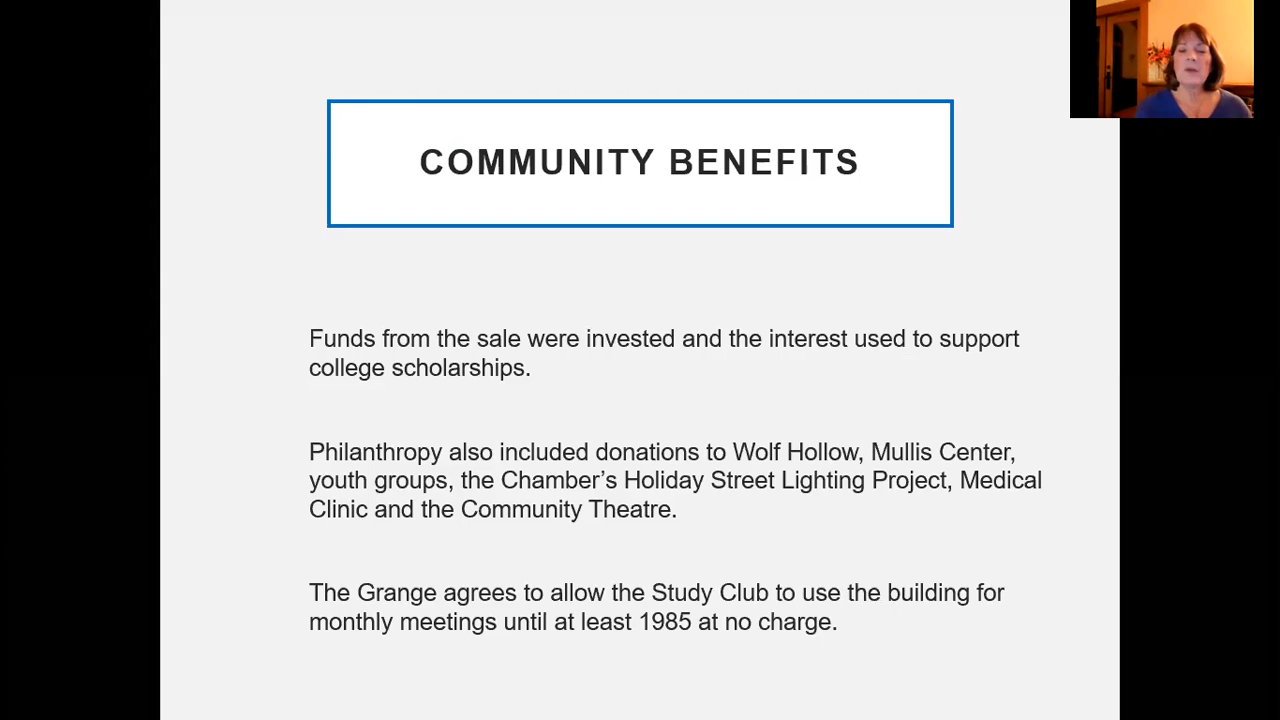 COMMUNITY BENEFITS
Funds from the sale were invested and the interest used to support
college scholarships.
Philanthropy also included donations to Wolf Hollow, Mullis Center,
youth groups, the Chamber’s Holiday Street Lighting Project, Medical
Clinic and the Community Theatre.
The Grange agrees to allow the Study Club to use the building for
monthly meetings until at least 1985 at no charge.